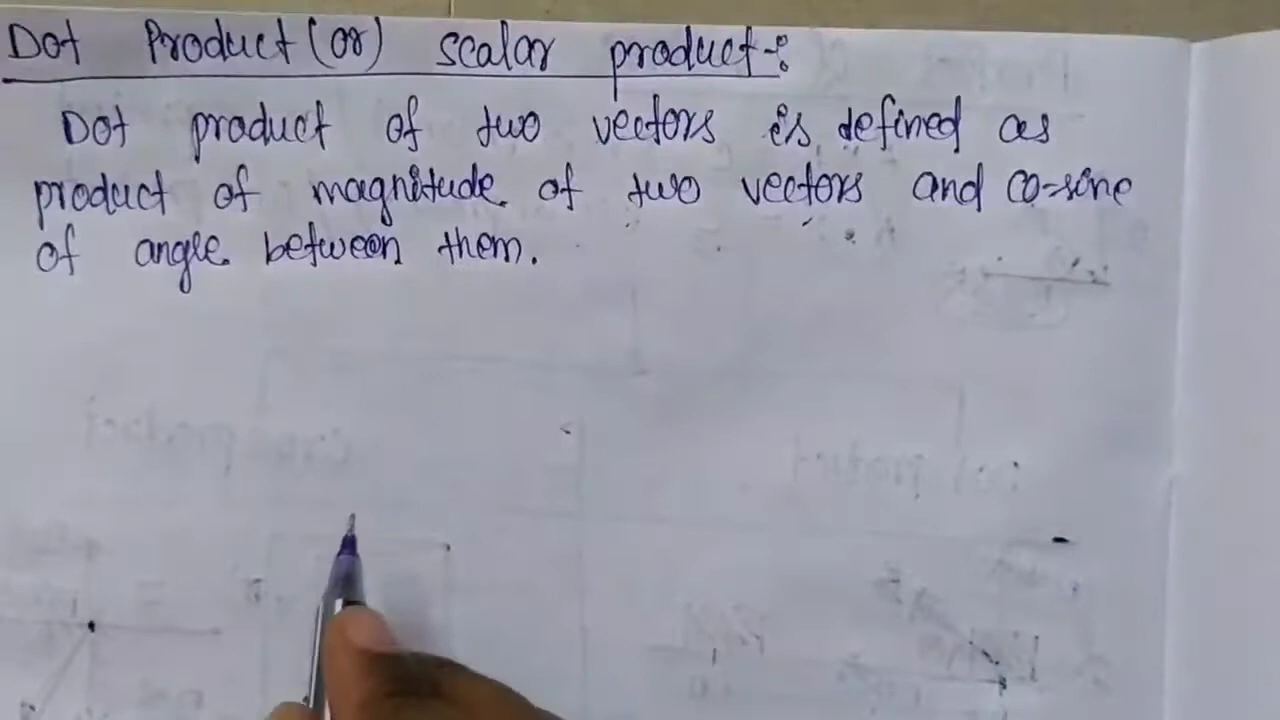 Dot Product (or) scalar product:-
Dot product of two vectors is defined as
product of magnitude of two vectors and co-sine
of angle between them.